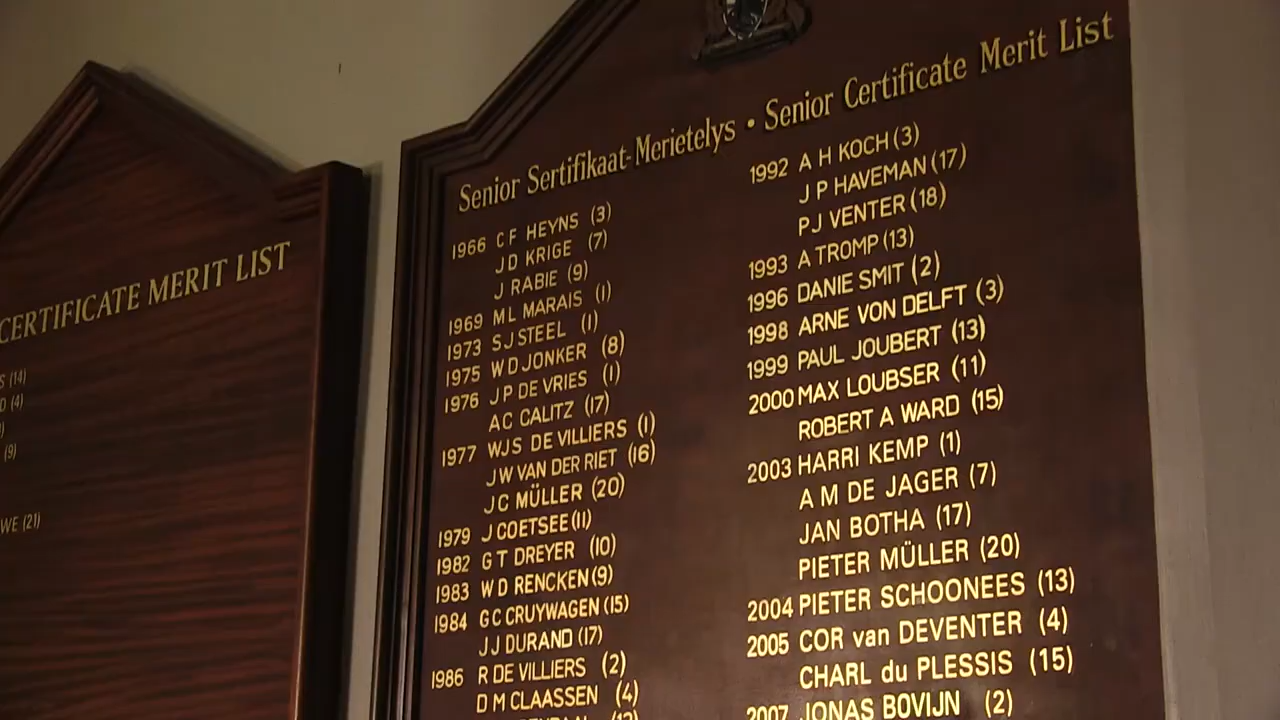 CERTIFICATE MERIT LIST
(14)
(4)
(9)
WE (21)
Senior Sertifikaat-Merietelys • Senior Certificate Merit List
1966 C F HEYNS (3)
J D KRIGE (7)
J RABIE (9)
1969 M L MARAIS (1)
1973 S J STEEL (1)
1975 W D JONKER (8)
1976 J P DE VRIES (1)
A C CALITZ (17)
1977 WJS DE VILLIERS (1)
J W VAN DER RIET (16)
J C MÜLLER (20)
1979 J COETSEE (11)
1982 G T DREYER (10)
1983 W D RENCKEN (9)
1984 G C CRUYWAGEN (15)
J J DURAND (17)
1986 R DE VILLIERS (2)
D M CLAASSEN (4)
1992 A H KOCH (3)
J P HAVEMAN (17)
P J VENTER (18)
1993 A TROMP (13)
1996 DANIE SMIT (2)
1998 ARNE VON DELFT (3)
1999 PAUL JOUBERT (13)
2000 MAX LOUBSER (11)
ROBERT A WARD (15)
2003 HARRI KEMP (1)
A M DE JAGER (7)
JAN BOTHA (17)
PIETER MÜLLER (20)
2004 PIETER SCHOONEES (13)
2005 COR van DEVENTER (4)
CHARL du PLESSIS (15)
2007 JONAS BOVIJN (2)